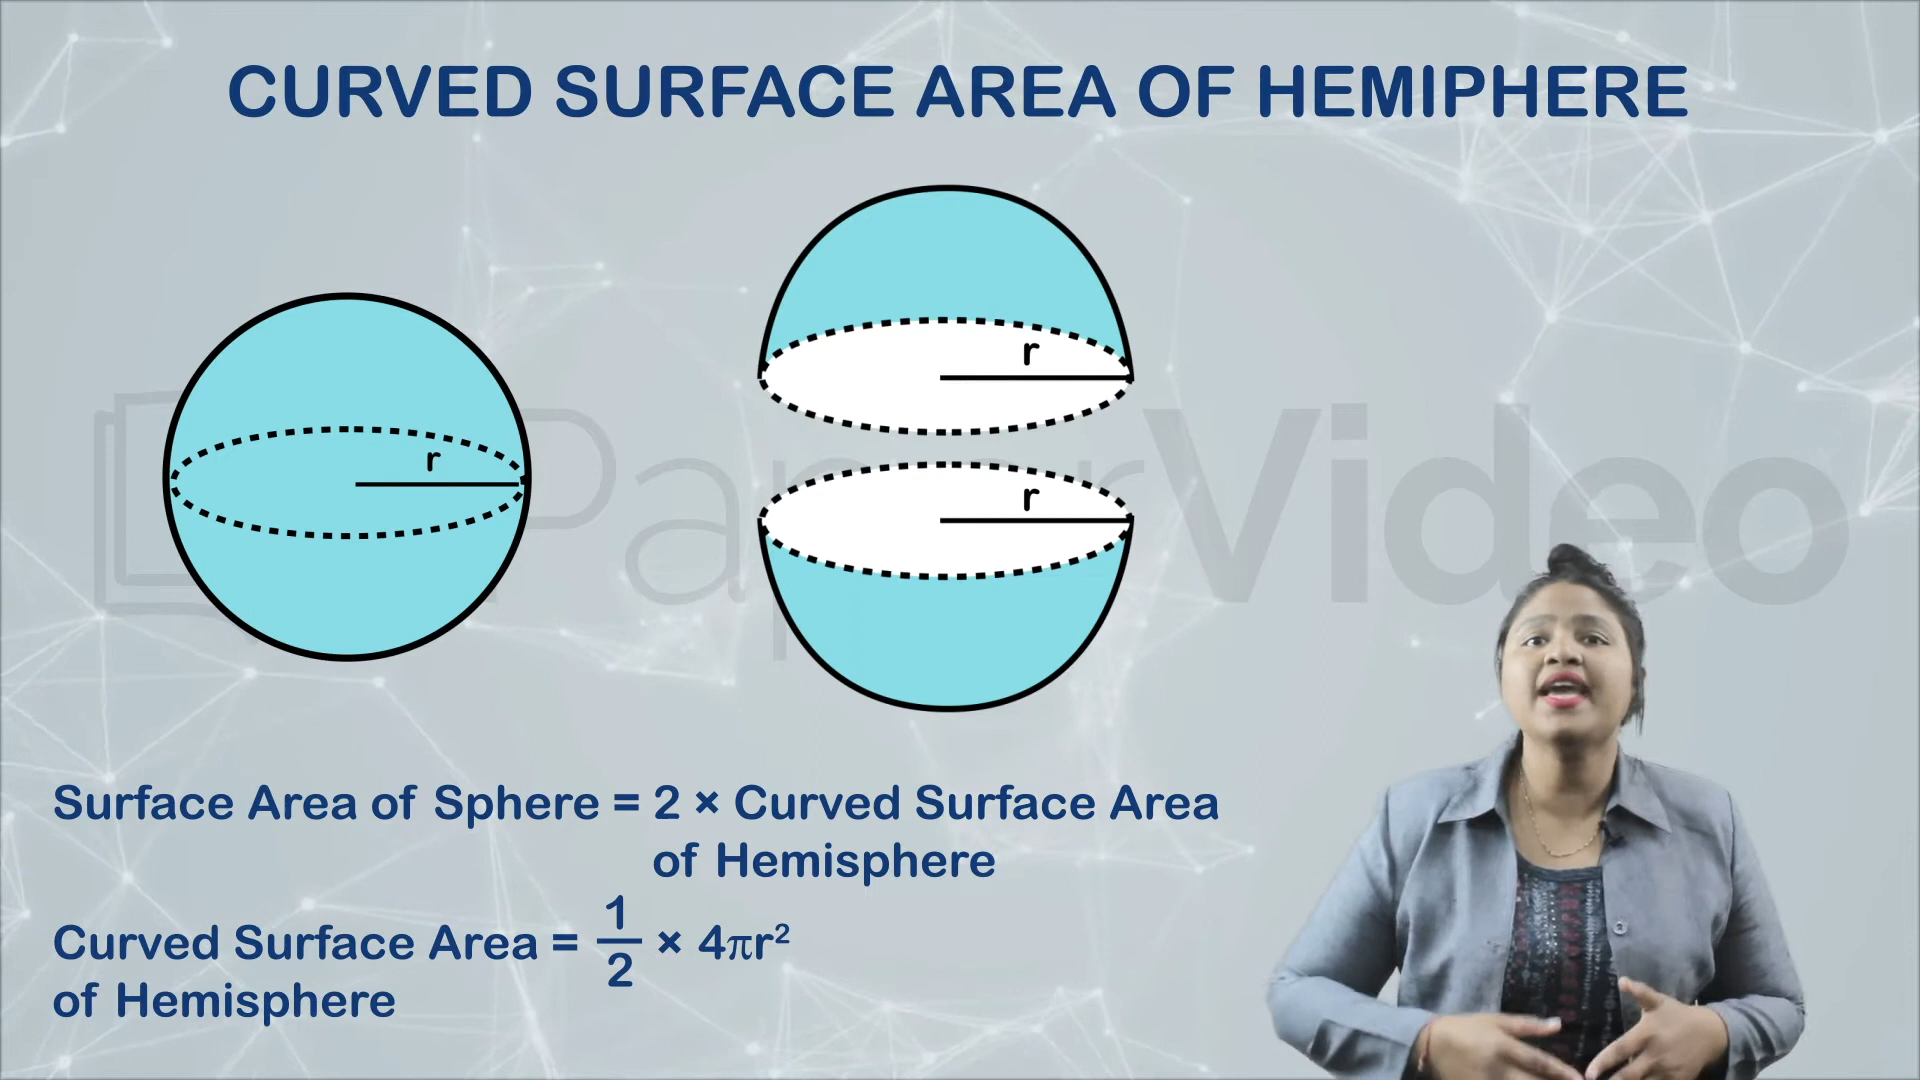 CURVED SURFACE AREA OF HEMIPHERE
r
r
r
PaperVideo
Surface Area of Sphere = 2 × Curved Surface Area
of Hemisphere
Curved Surface Area = 1/2 × 4πr²
of Hemisphere